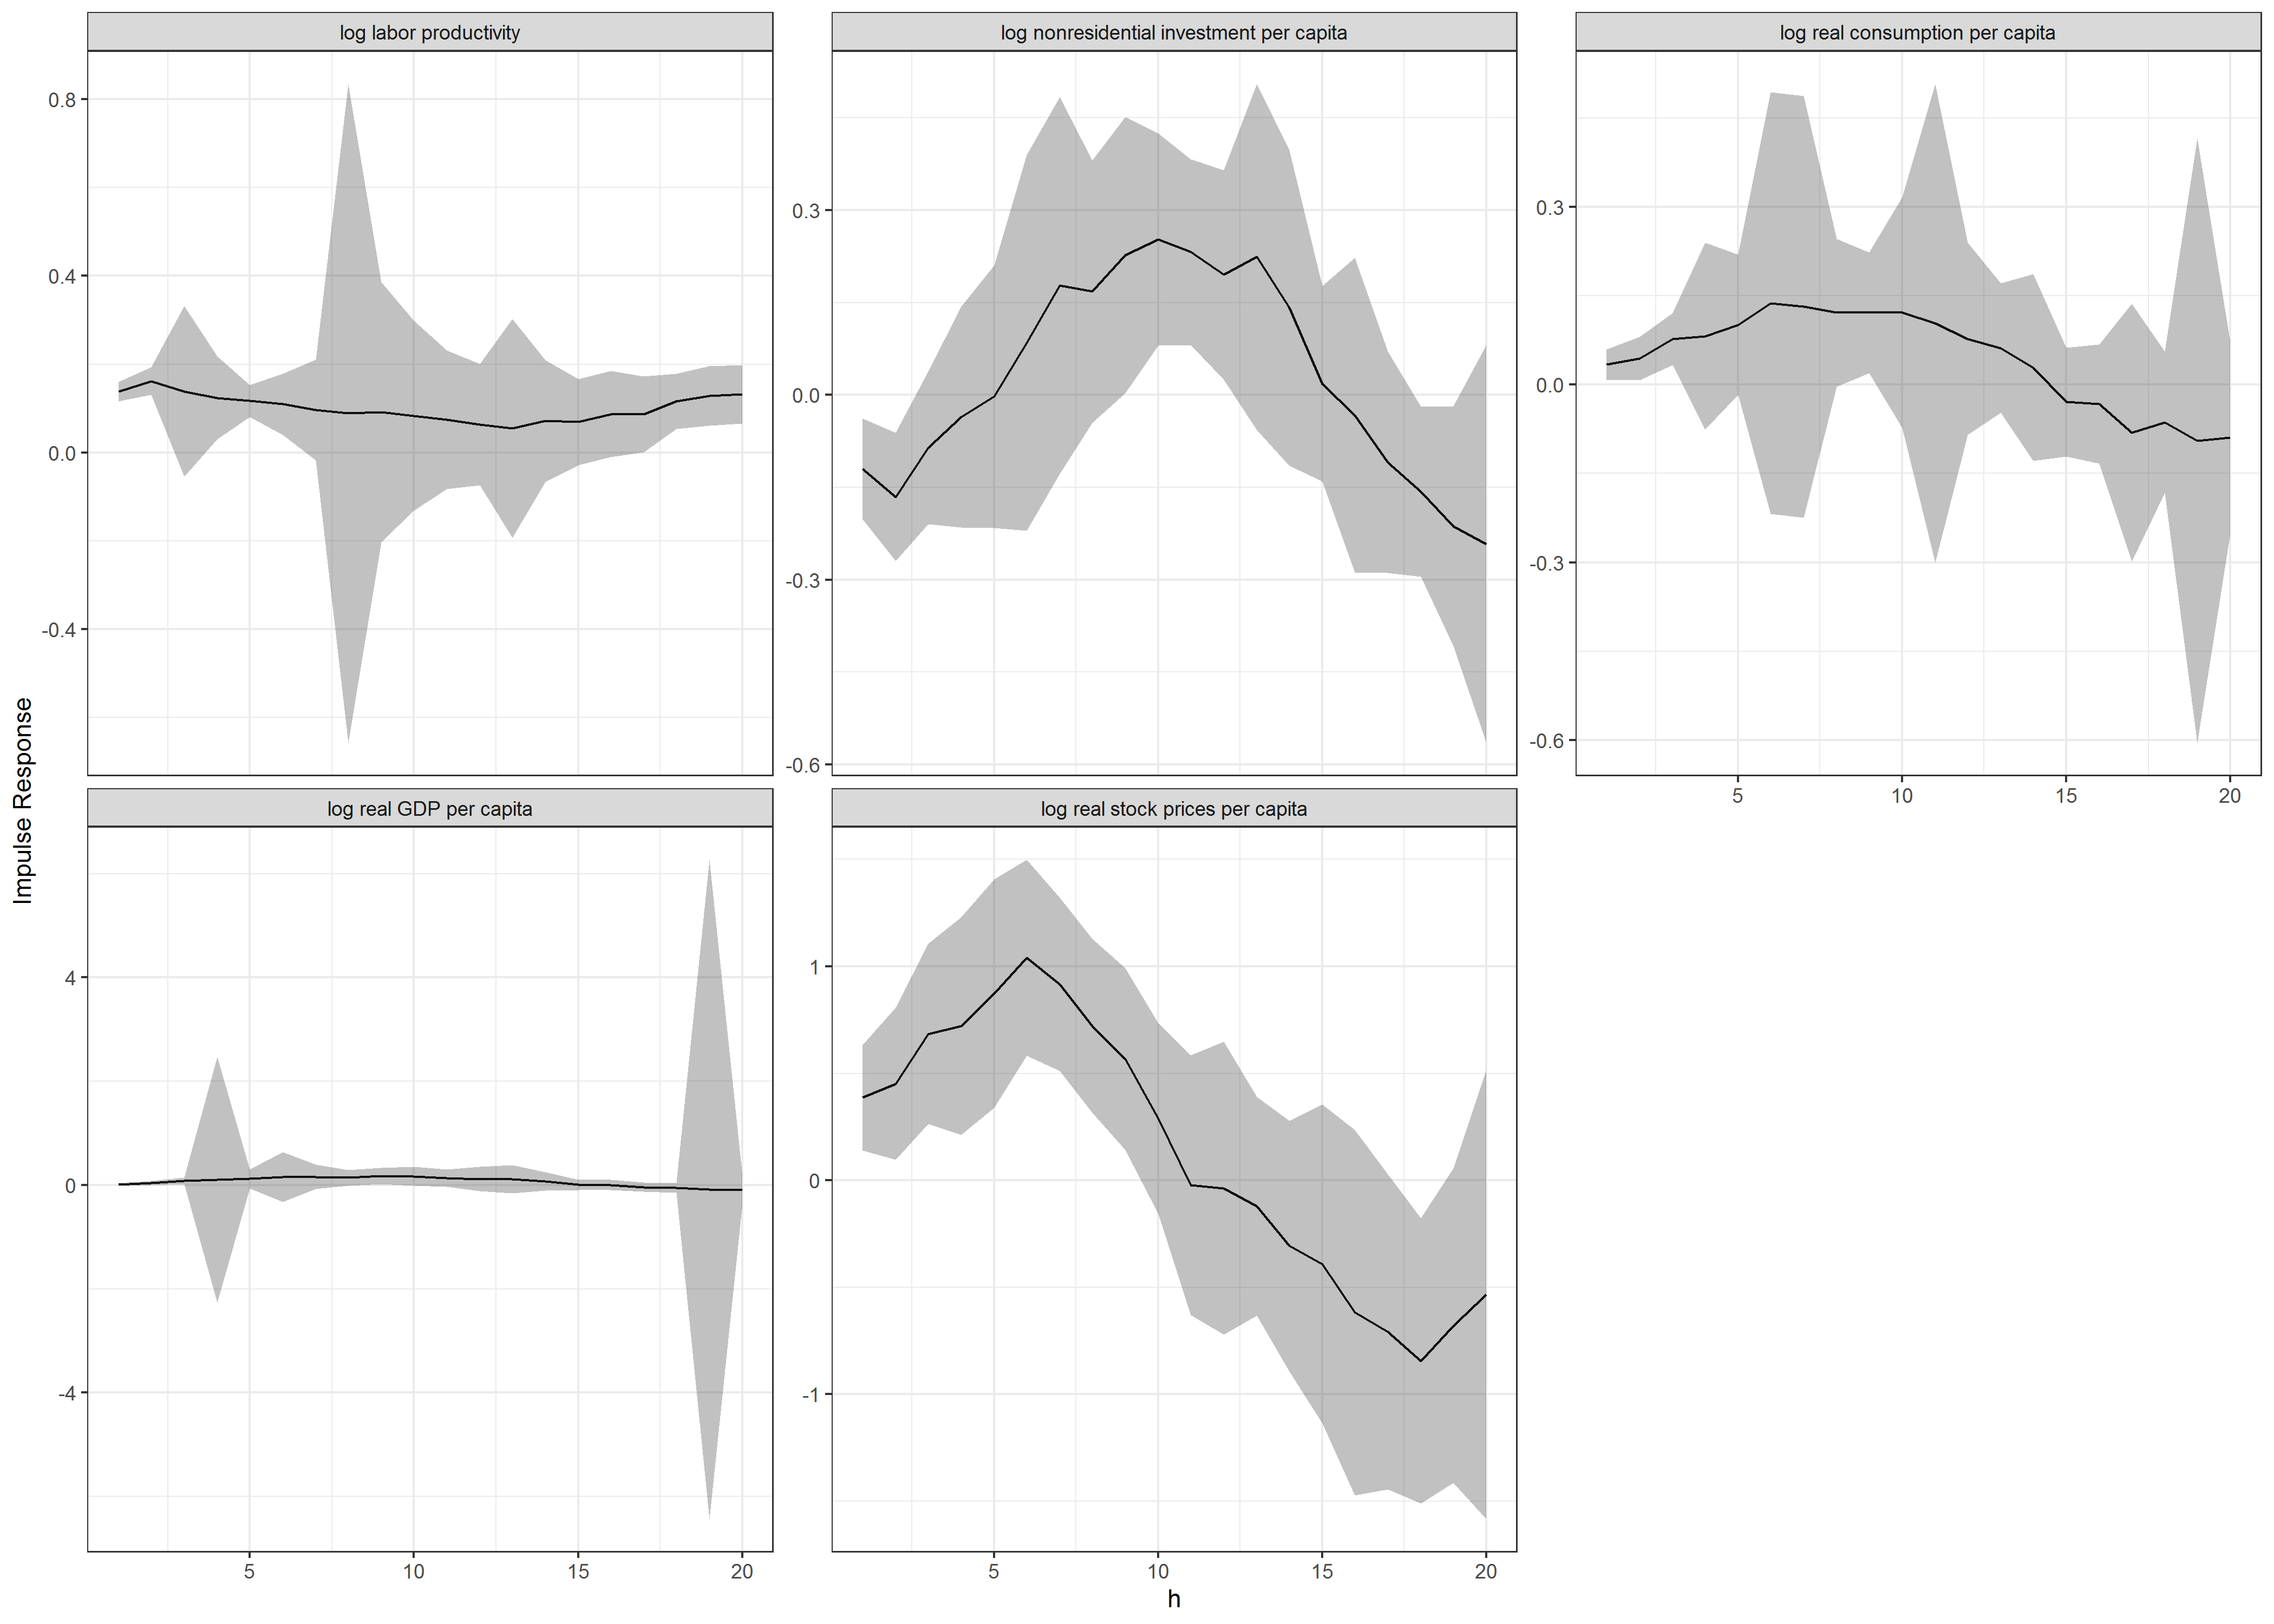 log labor productivity
log nonresidential investment per capita
log real consumption per capita
0.8
0.4
0.0
-0.4
0.3
0.0
-0.3
-0.6
0.3
0.0
-0.3
-0.6
5 10 15 20
Impulse Response
log real GDP per capita
log real stock prices per capita
4
0
-4
1
0
-1
5 10 15 20
5 10 15 20
h